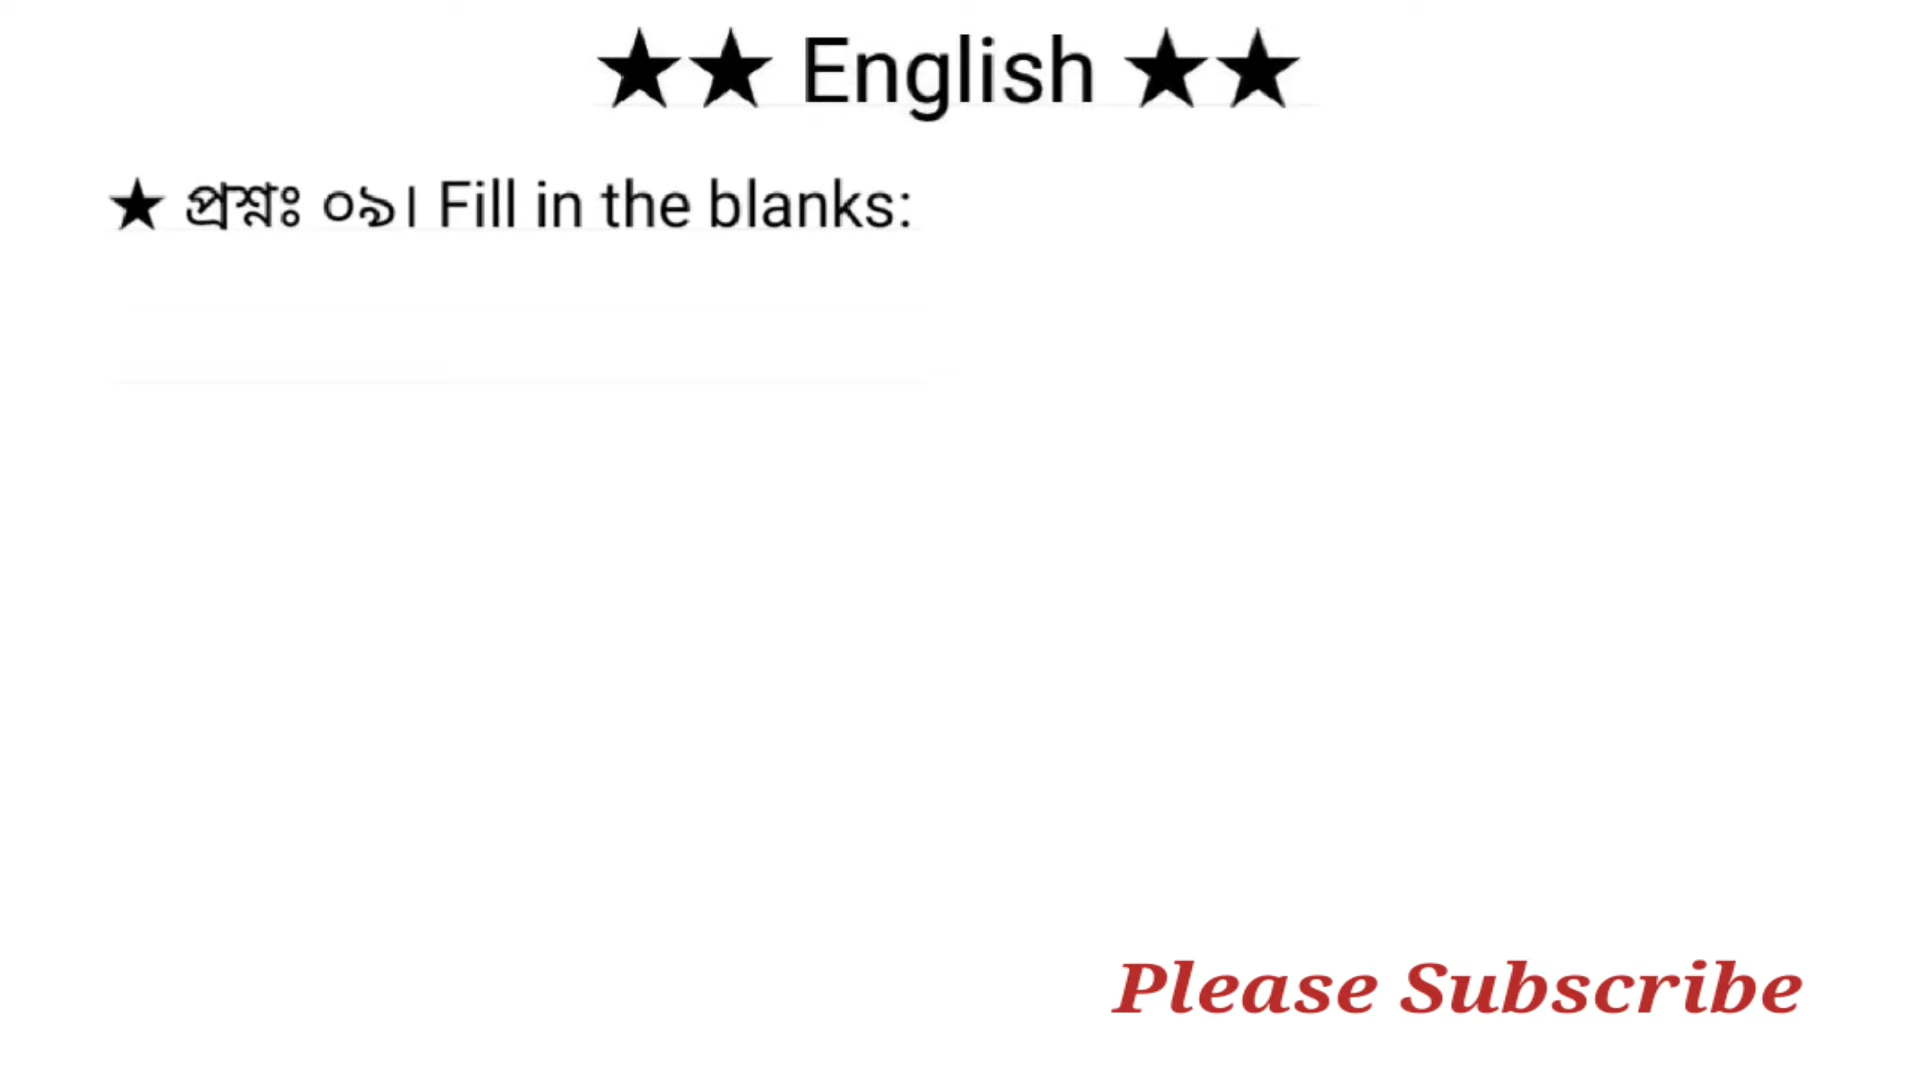 ★★ English ★★
★ প্রশ্নঃ ০৯। Fill in the blanks:
Please Subscribe